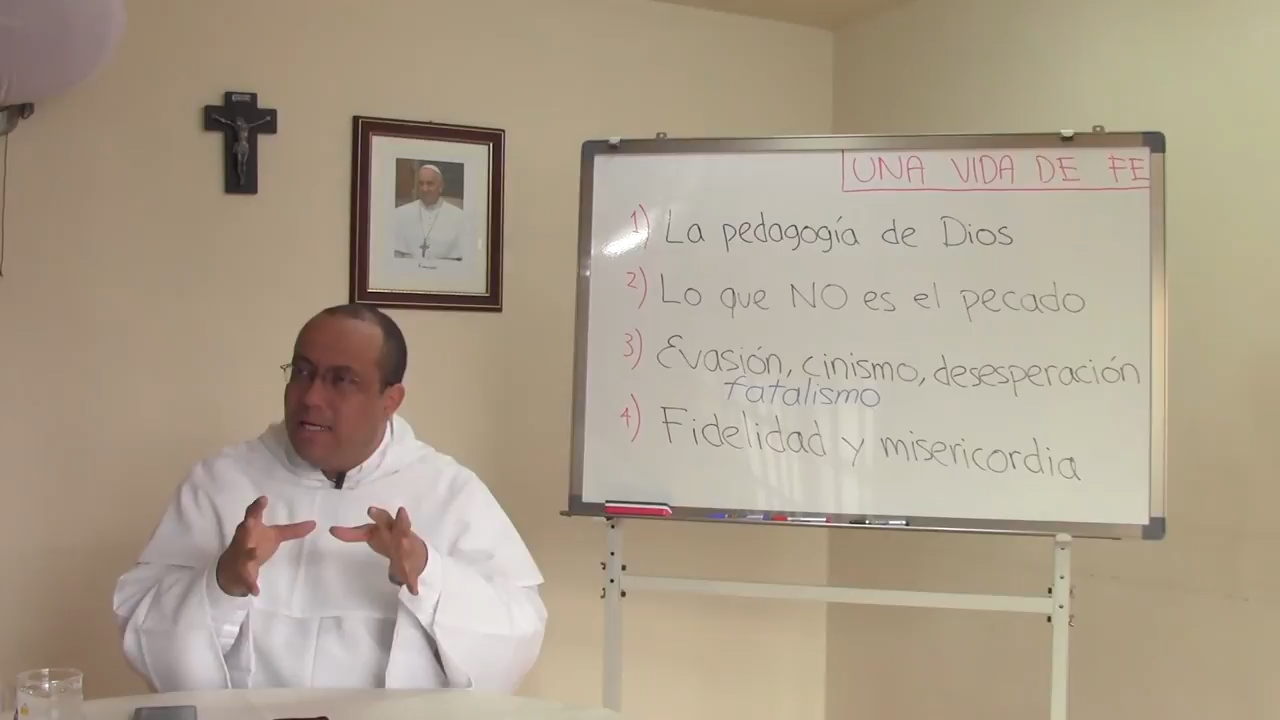 UNA VIDA DE FE
1) La pedagogía de Dios
2) Lo que NO es el pecado
3) Evasión, cinismo, desesperación
fatalismo
4) Fidelidad y misericordia